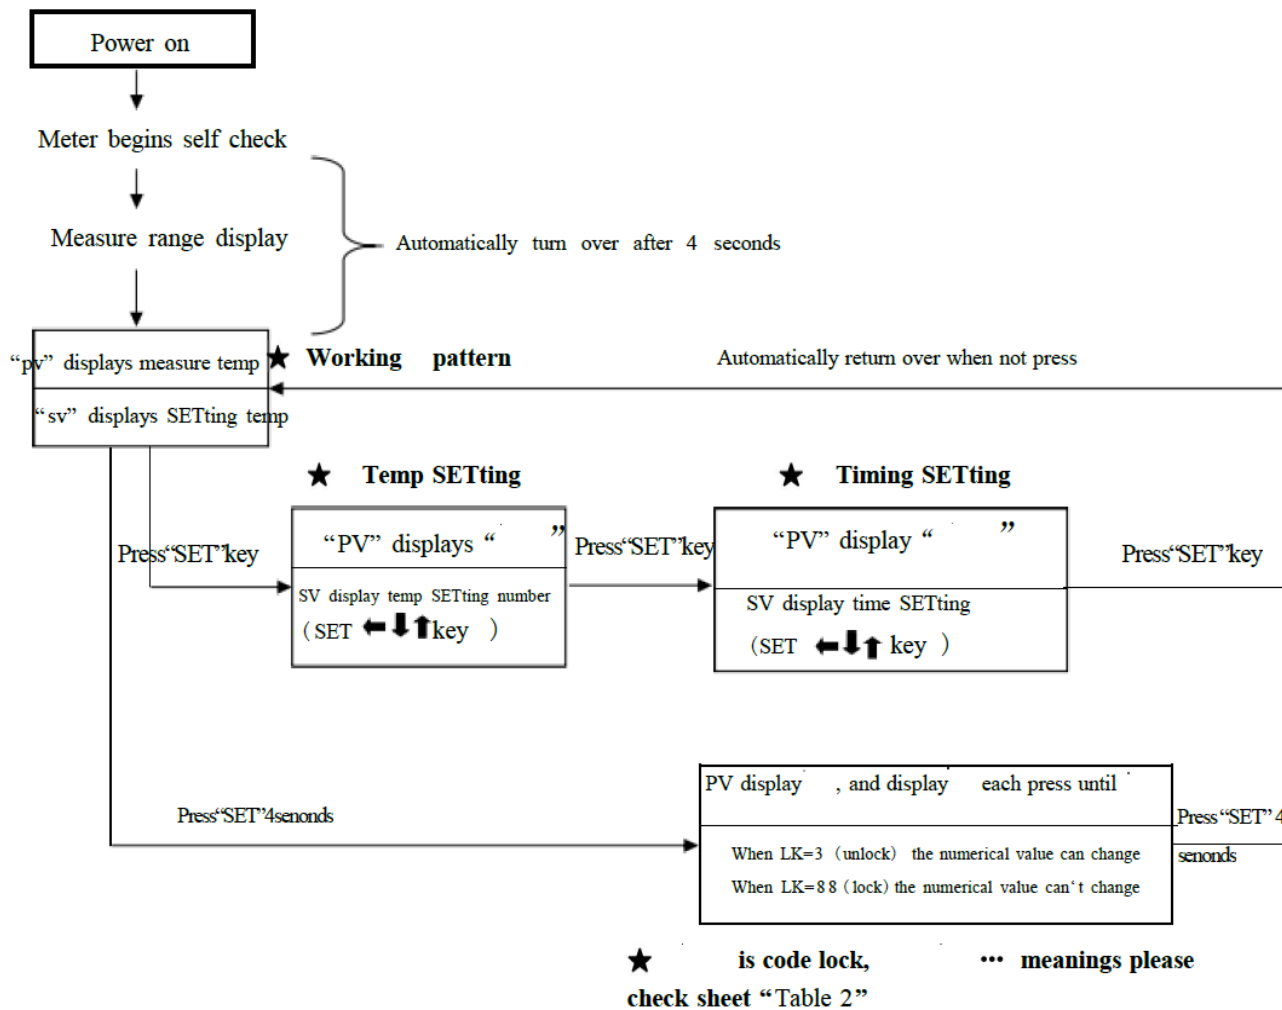 Power on
Meter begins self check
Measure range display
Automatically turn over after 4 seconds
“pv” displays measure temp
★ Working pattern
Automatically return over when not press
“sv” displays SETting temp
★ Temp SETting
★ Timing SETting
Press“SET”key
“PV” displays “ ”
SV display temp SETting number
(SET ⬅⬇⬆key )
Press“SET”key
“PV” display “ ”
SV display time SETting
(SET ⬅⬇⬆ key )
Press“SET”key
Press“SET”4senonds
PV display , and display each press until
When LK=3 (unlock) the numerical value can change
When LK=88 (lock) the numerical value can‘t change
Press“SET” 4
senonds
★ is code lock, ··· meanings please
check sheet “Table 2”